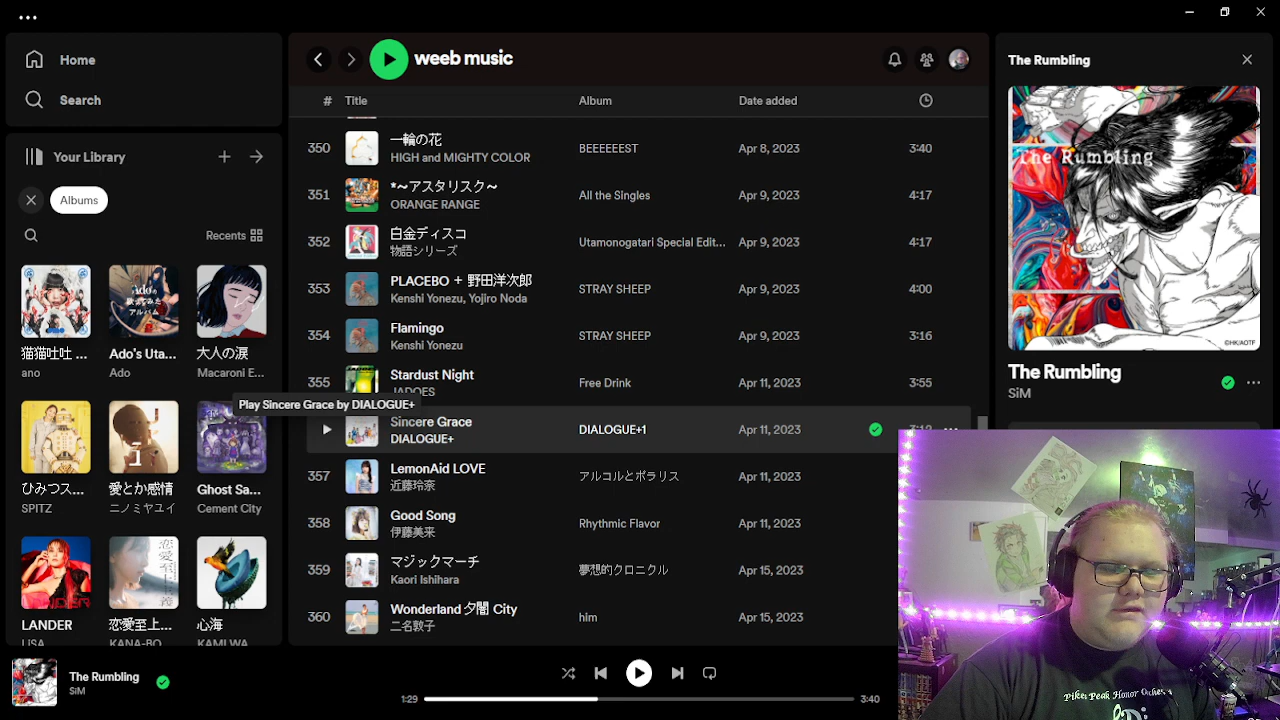 Home
Search
Your Library
Albums
Recents
猫猫吐吐 ...
ano
Ado's Uta...
Ado
大人の涙
Macaroni E...
ひみつス...
SPITZ
愛とか感情
ニノミヤユイ
Ghost Sa...
Cement City
LANDER
LiSA
恋愛至上...
KANA-BO
心海
weeb music
# Title Album Date added
350 一輪の花 BEEEEEEST Apr 8, 2023 3:40
HIGH and MIGHTY COLOR
351 *~アスタリスク~ All the Singles Apr 9, 2023 4:17
ORANGE RANGE
352 白金ディスコ Utamonogatari Special Edit... Apr 9, 2023 4:17
物語シリーズ
353 PLACEBO + 野田洋次郎 STRAY SHEEP Apr 9, 2023 4:00
Kenshi Yonezu, Yojiro Noda
354 Flamingo STRAY SHEEP Apr 9, 2023 3:16
Kenshi Yonezu
355 Stardust Night Free Drink Apr 11, 2023 3:55
JADOES
Play Sincere Grace by DIALOGUE+
Sincere Grace DIALOGUE+1 Apr 11, 2023 3:12
DIALOGUE+
357 LemonAid LOVE アルコルとポラリス Apr 11, 2023
近藤玲奈
358 Good Song Rhythmic Flavor Apr 11, 2023
伊藤美来
359 マジックマーチ 夢想的クロニクル Apr 15, 2023
Kaori Ishihara
360 Wonderland 夕闇 City him Apr 15, 2023
二名敦子
The Rumbling
The Rumbling
©HK/AOTF
The Rumbling
SiM
Pikes Peak Honor Orches
The Rumbling
SiM
1:29
3:40